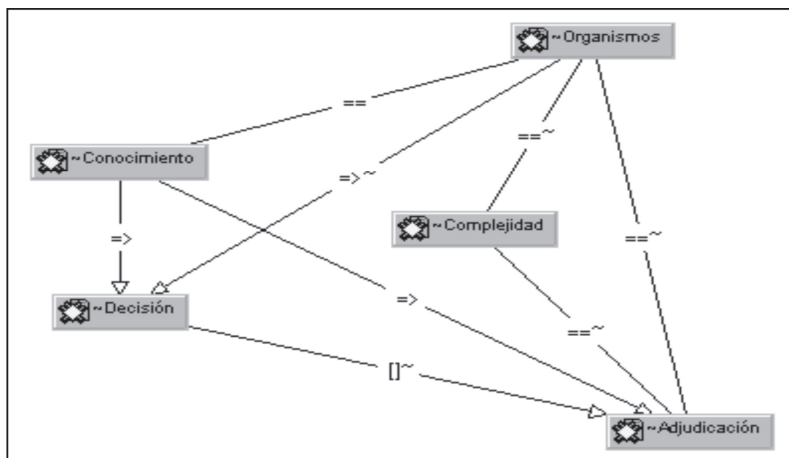 ~Organismos
==
==~
~Conocimiento
=>~
~Complejidad
=>
==~
~Decisión
=>
==~
[]~
~Adjudicación